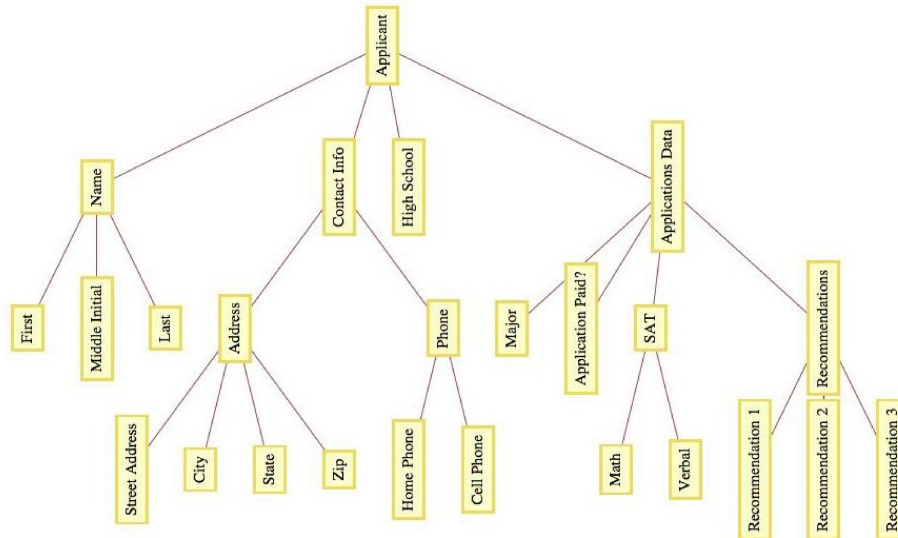 Applicant
Name
Contact Info
High School
Applications Data
First
Middle Initial
Last
Address
Phone
Major
Application Paid?
SAT
Recommendations
Street Address
City
State
Zip
Home Phone
Cell Phone
Math
Verbal
Recommendation 1
Recommendation 2
Recommendation 3